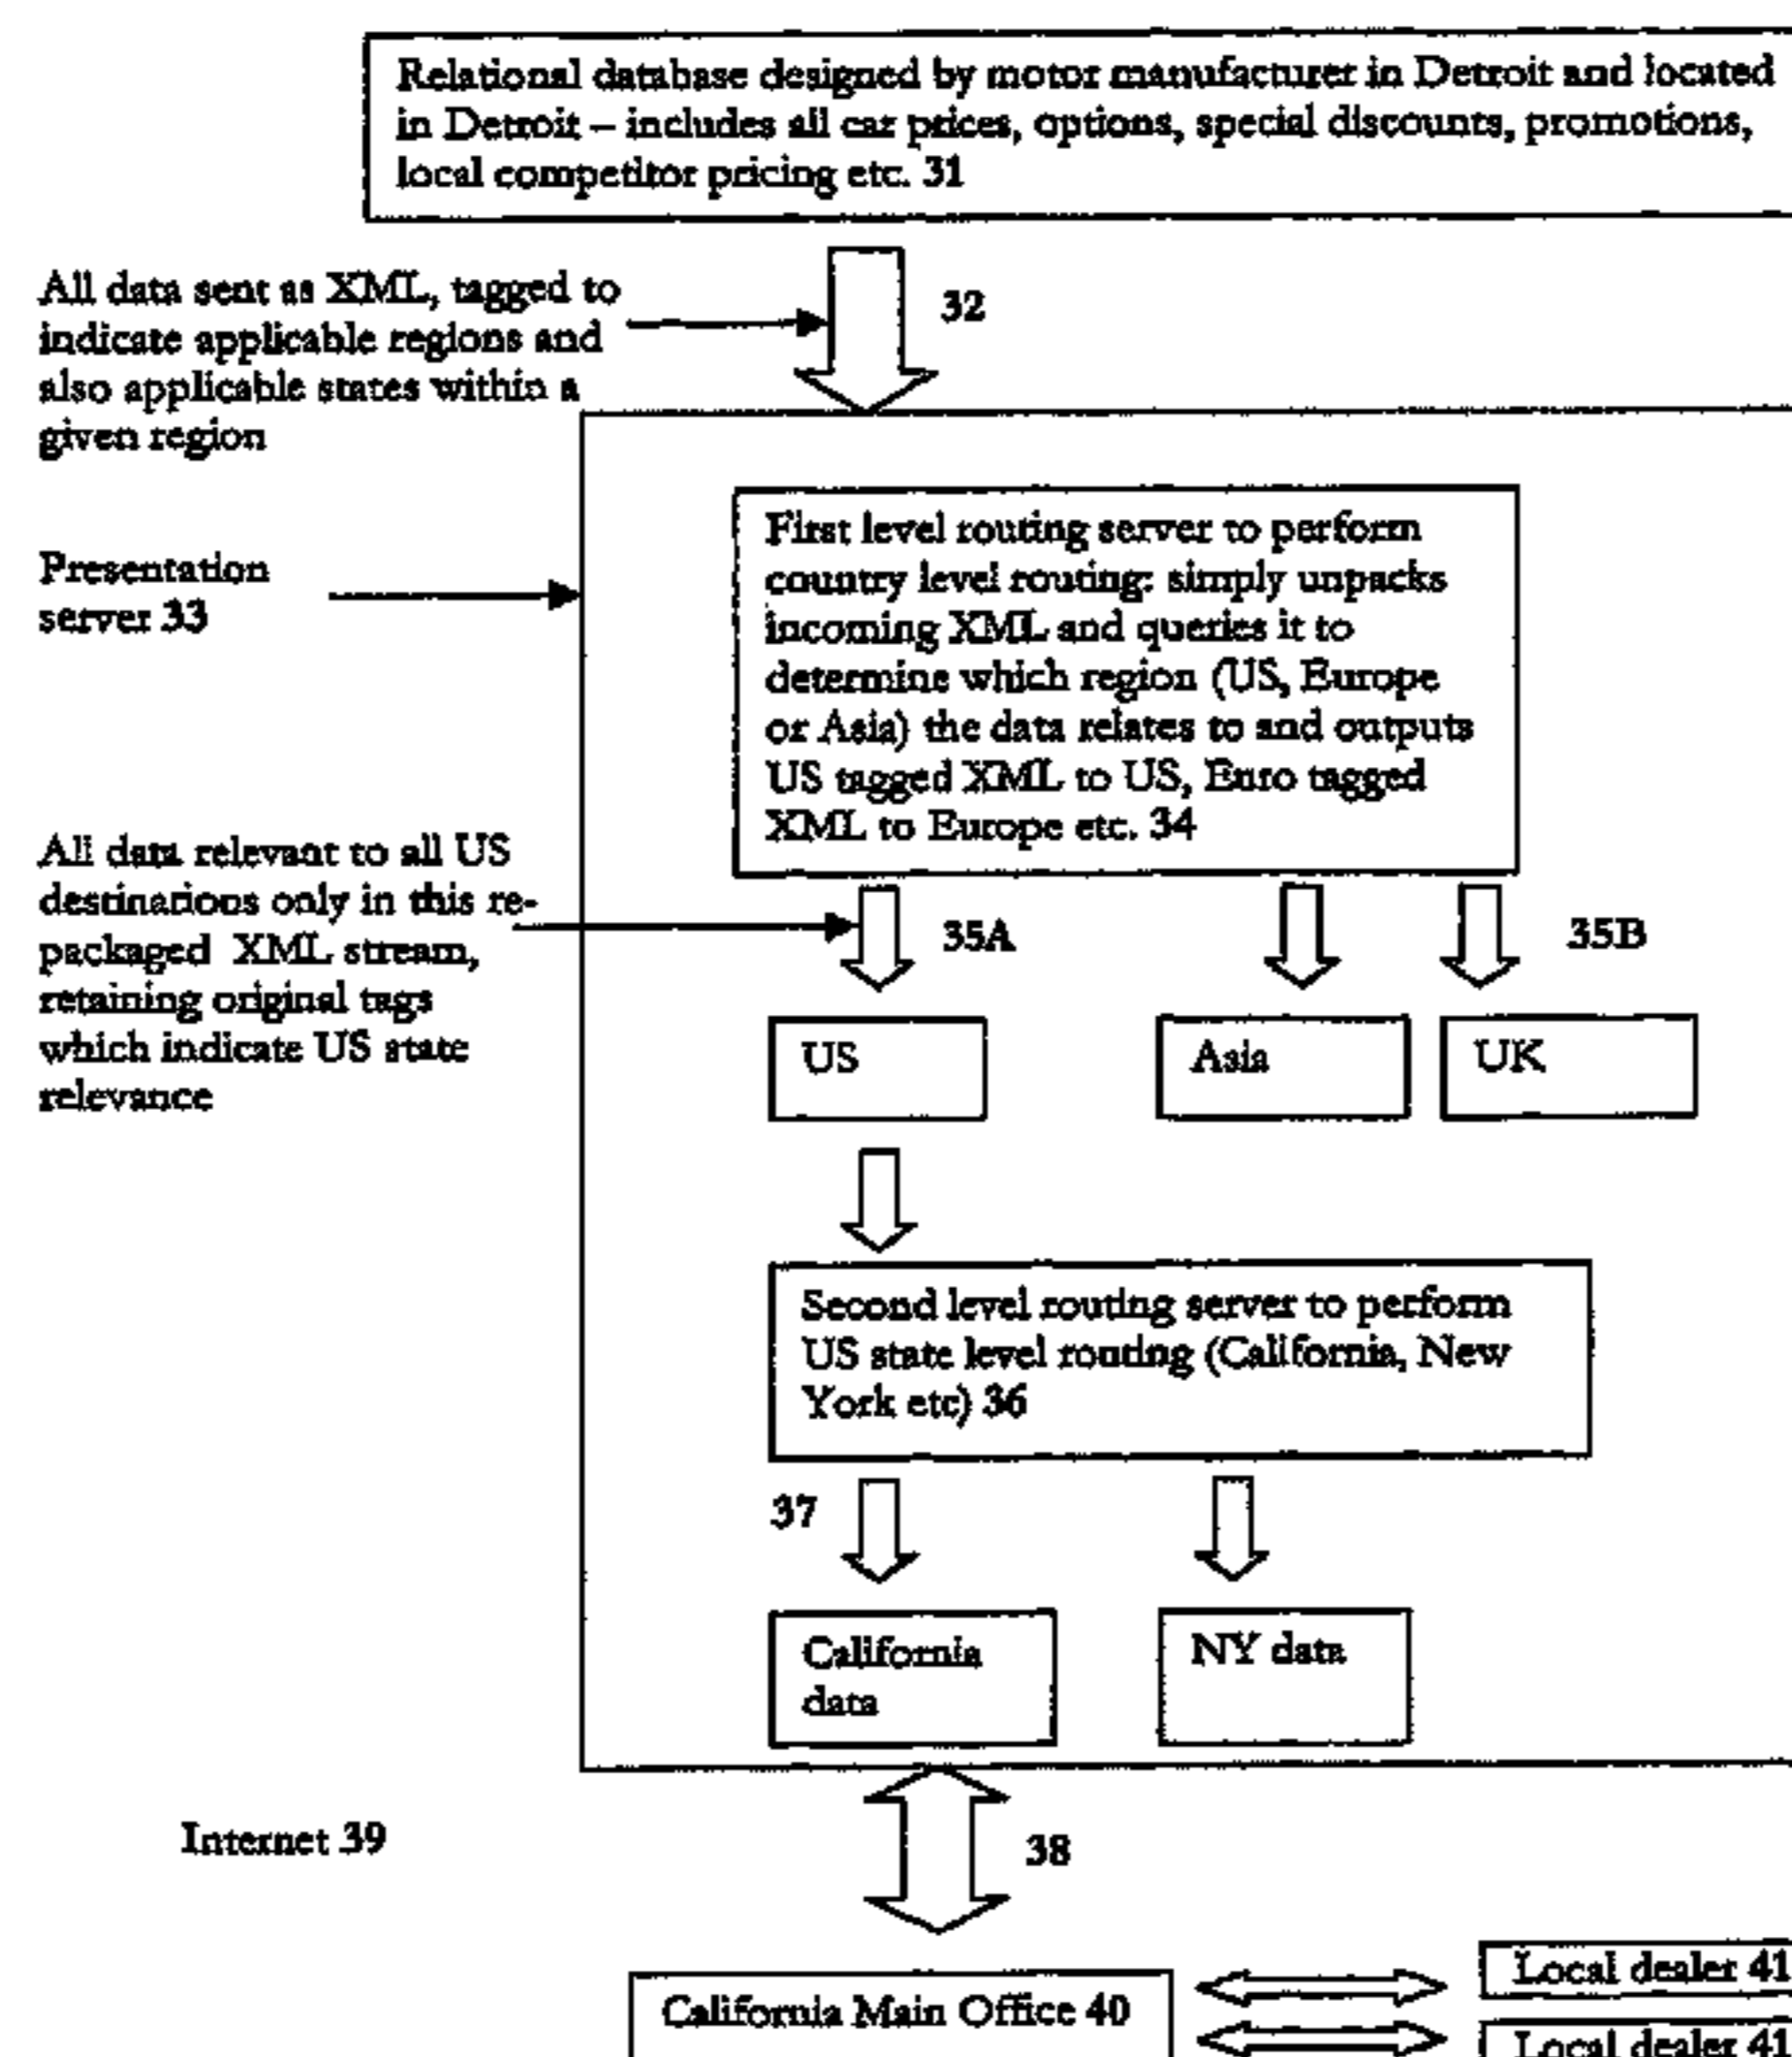 Relational database designed by motor manufacturer in Detroit and located
in Detroit – includes all car prices, options, special discounts, promotions,
local competitor pricing etc. 31
All data sent as XML, tagged to
indicate applicable regions and
also applicable states within a
given region
32
Presentation
server 33
First level routing server to perform
country level routing: simply unpacks
incoming XML and queries it to
determine which region (US, Europe
or Asia) the data relates to and outputs
US tagged XML to US, Euro tagged
XML to Europe etc. 34
All data relevant to all US
destinations only in this re-
packaged XML stream,
retaining original tags
which indicate US state
relevance
35A
35B
US
Asia
UK
Second level routing server to perform
US state level routing (California, New
York etc) 36
37
California
data
NY data
Internet 39
38
California Main Office 40
Local dealer 41
Local dealer 41